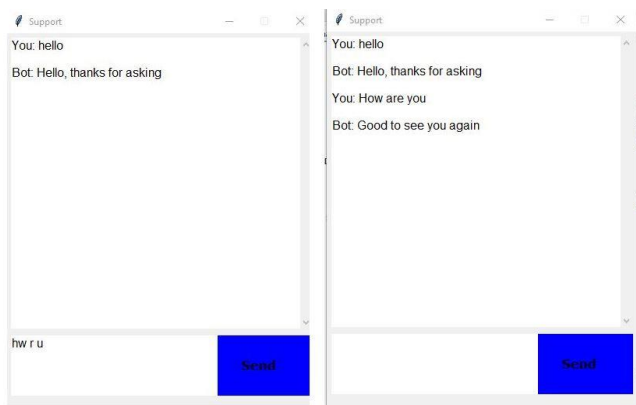 Support
You: hello
Bot: Hello, thanks for asking
hw r u
Send
Support
You: hello
Bot: Hello, thanks for asking
You: How are you
Bot: Good to see you again
Send